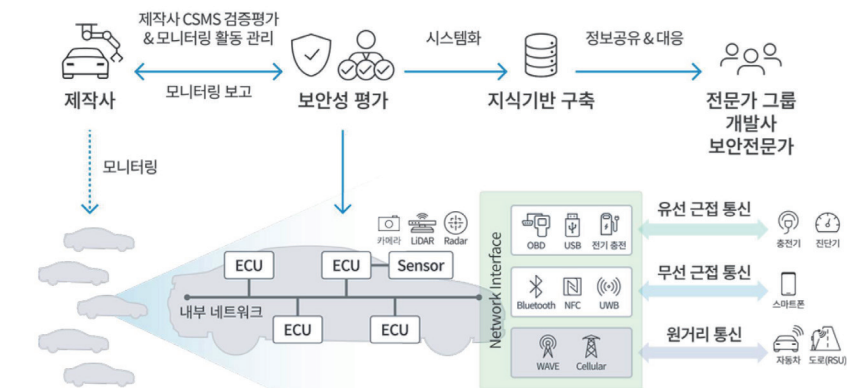 제작사 CSMS 검증평가
& 모니터링 활동 관리
모니터링 보고
시스템화
정보공유 & 대응
제작사
보안성 평가
지식기반 구축
전문가 그룹
개발사
보안전문가
모니터링
카메라
LiDAR
Radar
ECU
ECU
Sensor
내부 네트워크
ECU
ECU
Network Interface
OBD
USB
전기 충전
Bluetooth
NFC
UWB
WAVE
Cellular
유선 근접 통신
무선 근접 통신
원거리 통신
충전기
진단기
스마트폰
자동차
도로(RSU)